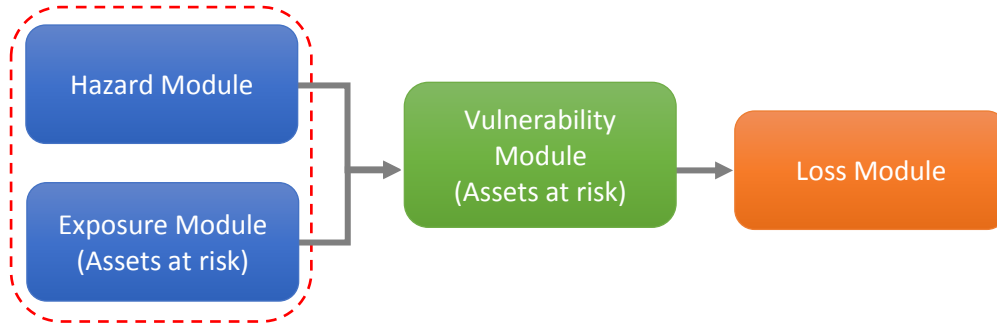 Hazard Module
Exposure Module
(Assets at risk)
Vulnerability
Module
(Assets at risk)
Loss Module